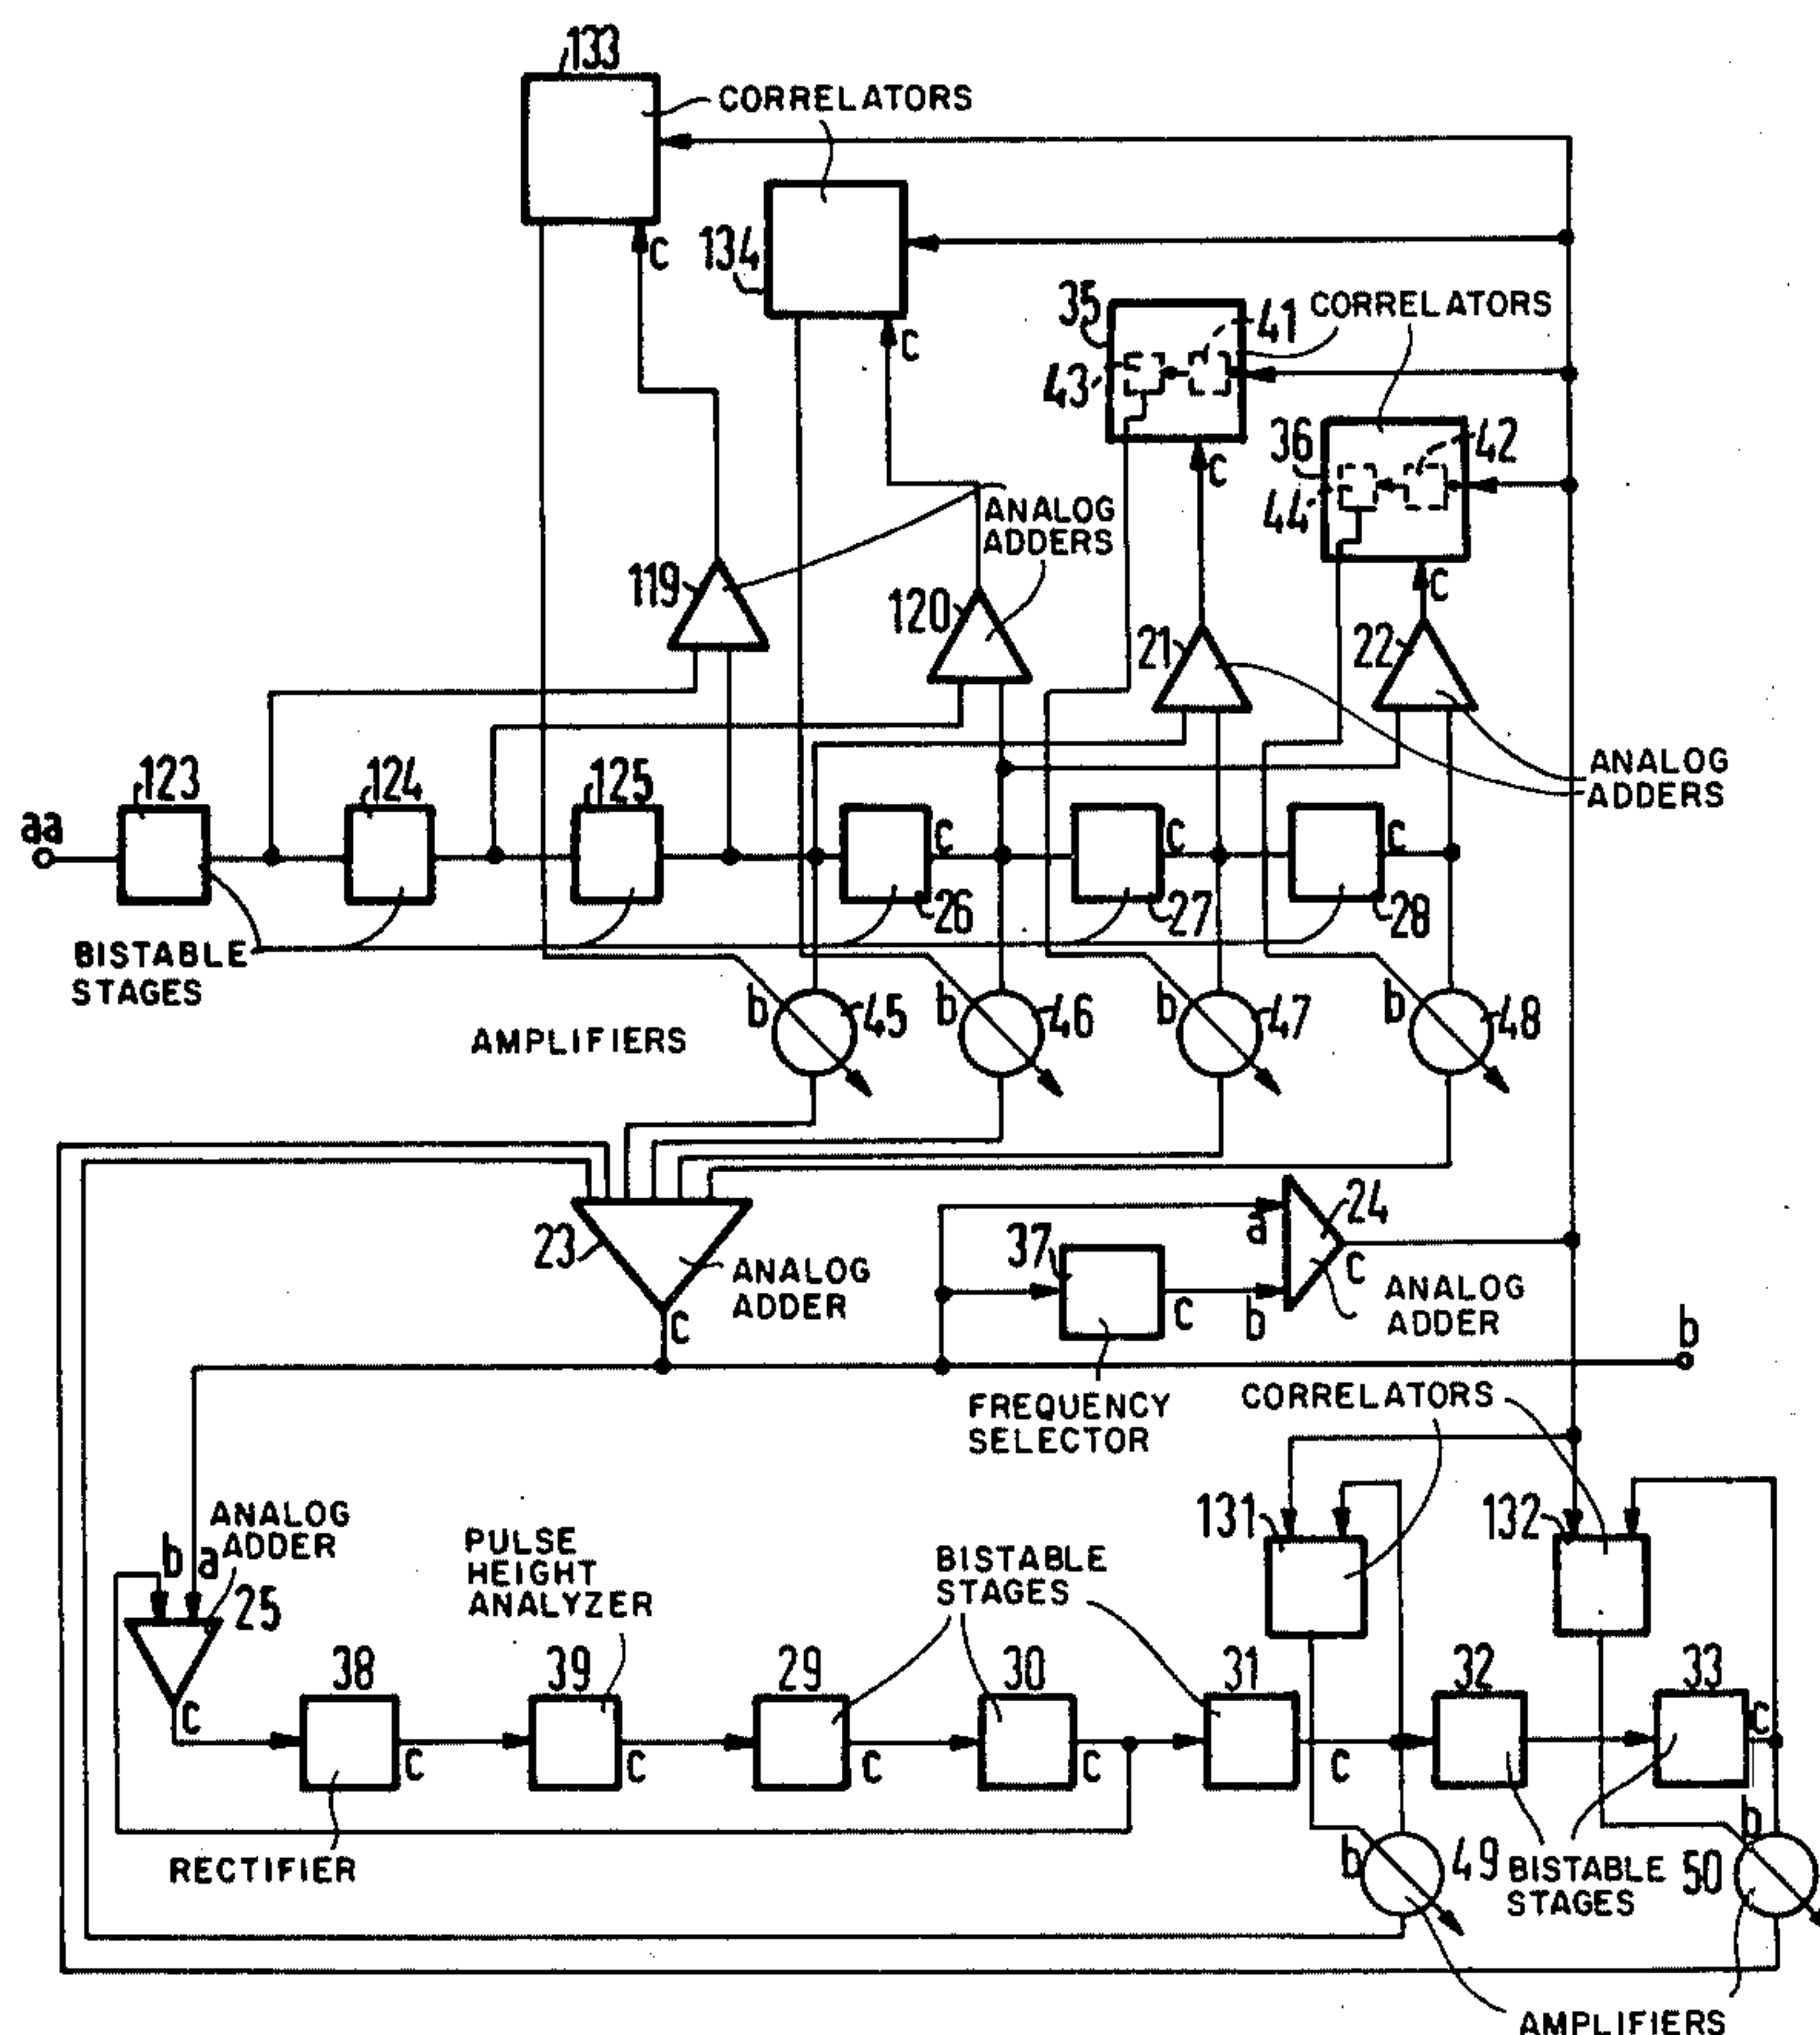 133
CORRELATORS
c
134
c
35
41
CORRELATORS
43
c
36
42
44
c
ANALOG
ADDERS
119
120
21
22
ANALOG
ADDERS
aa
123
124
125
c
26
c
27
c
28
BISTABLE
STAGES
AMPLIFIERS
b
45
b
46
b
47
b
48
23
ANALOG
ADDER
c
37
c
a
b
24
c
ANALOG
ADDER
b
FREQUENCY
SELECTOR
CORRELATORS
ANALOG
ADDER
b
a
25
c
PULSE
HEIGHT
ANALYZER
BISTABLE
STAGES
131
132
38
c
39
c
29
c
30
c
31
c
32
33
c
RECTIFIER
b
49
BISTABLE
STAGES
b
50
AMPLIFIERS